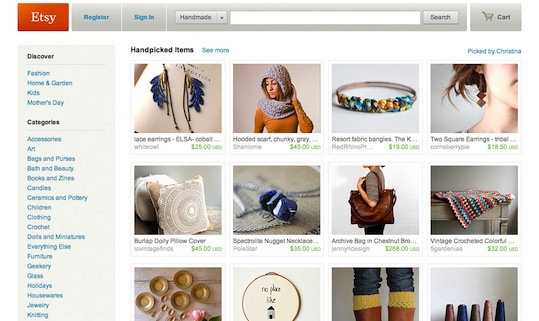 Etsy
Register
Sign In
Handmade
Search
Cart
Discover
Fashion
Home & Garden
Kids
Mother's Day
Categories
Accessories
Art
Bags and Purses
Bath and Beauty
Books and Zines
Candles
Ceramics and Pottery
Children
Clothing
Crochet
Dolls and Miniatures
Everything Else
Furniture
Geekery
Glass
Holidays
Housewares
Jewelry
Knitting
Handpicked Items See more
Picked by Christina
lace earrings - ELSA- cobalt ...
whiteowl $25.00 USD
Hooded scarf, chunky, gray, ...
Shanionie $45.00 USD
Resort fabric bangles. The K...
RedRhinoPr... $19.00 USD
Two Square Earrings - tribal ...
corrieberrypie $18.50 USD
Burlap Doily Pillow Cover
lovintagefinds $45.00 USD
Spectrolite Nugget Necklace...
PoleStar $35.00 USD
Archive Bag in Chestnut Bro...
jennyndesign $268.00 USD
Vintage Crocheted Colorful ...
5gardenias $32.00 USD
no place
like